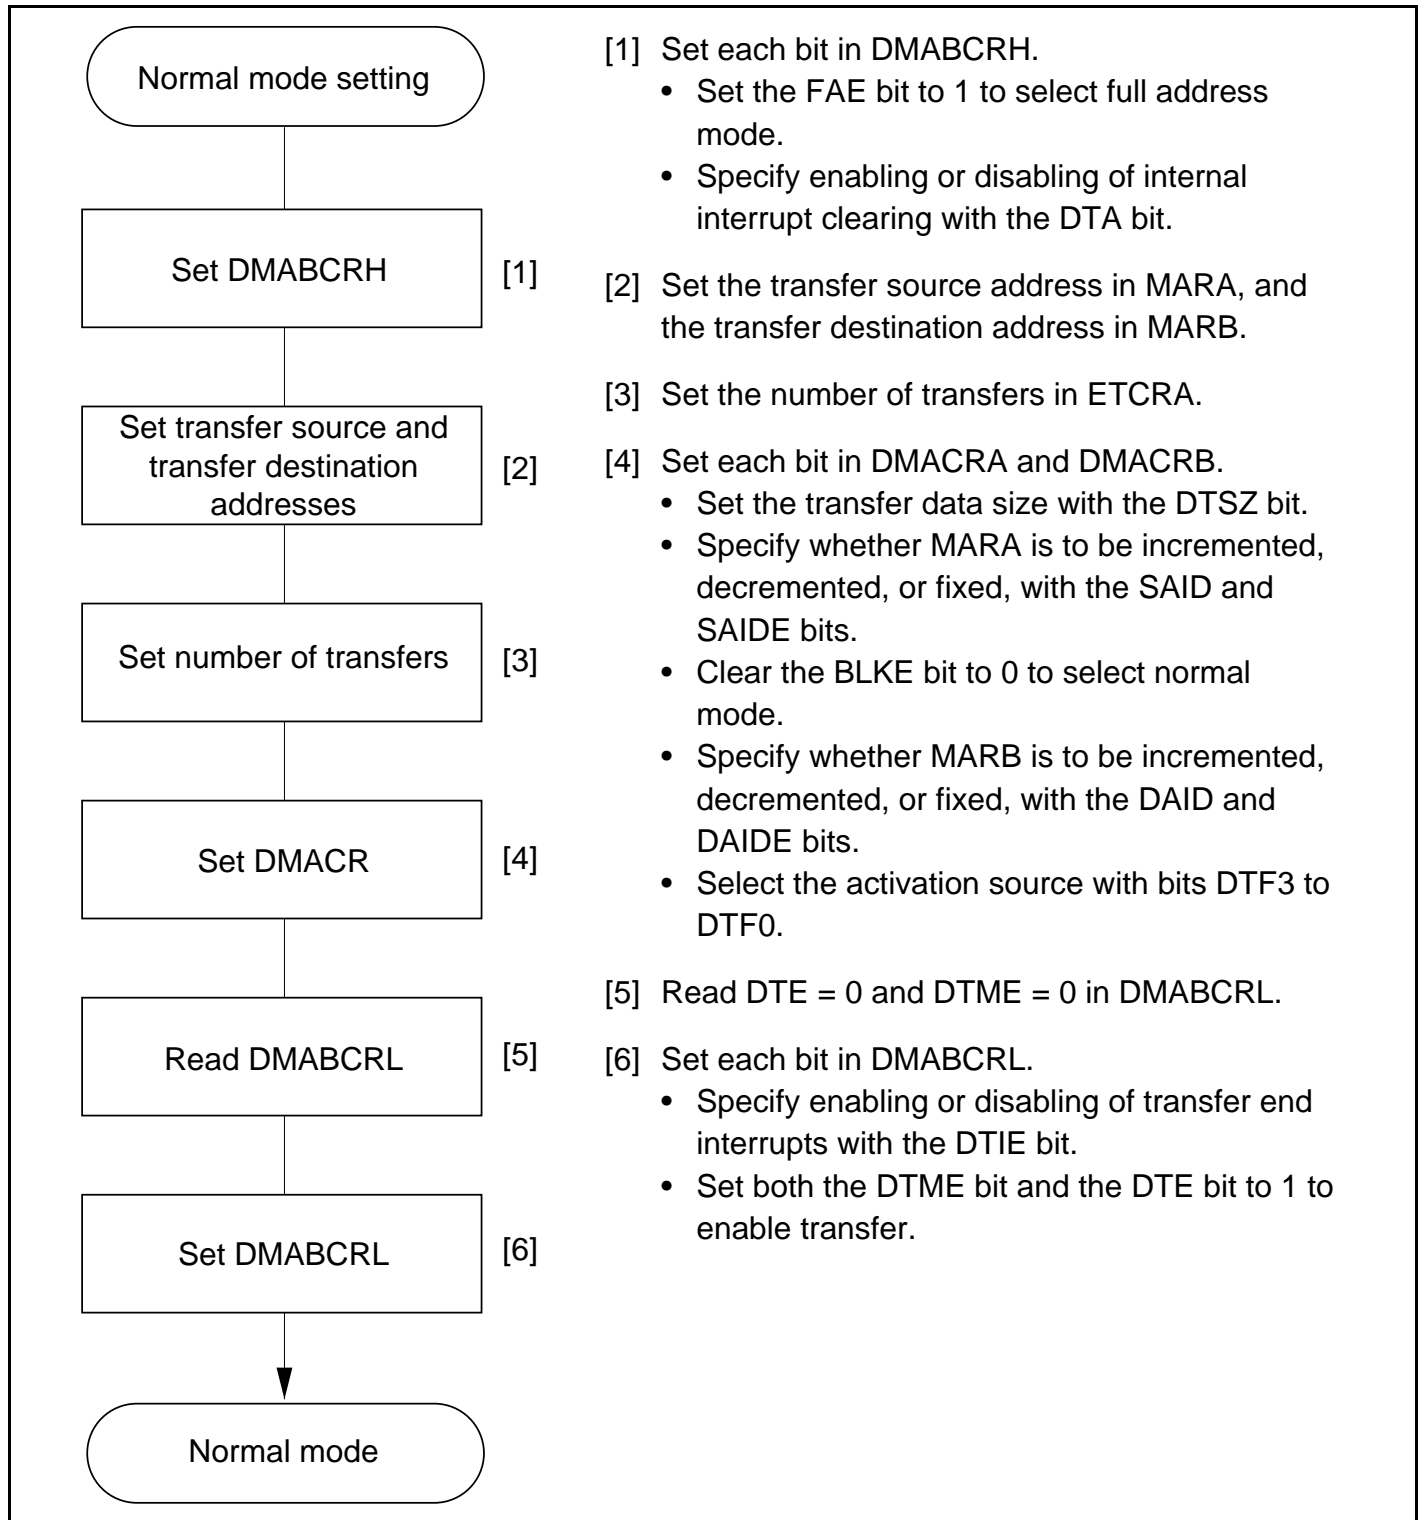 Normal mode setting
Set DMABCRH [1]
Set transfer source and
transfer destination
addresses
[2]
Set number of transfers [3]
Set DMACR [4]
Read DMABCRL [5]
Set DMABCRL [6]
Normal mode
[1] Set each bit in DMABCRH.
• Set the FAE bit to 1 to select full address
mode.
• Specify enabling or disabling of internal
interrupt clearing with the DTA bit.
[2] Set the transfer source address in MARA, and
the transfer destination address in MARB.
[3] Set the number of transfers in ETCRA.
[4] Set each bit in DMACRA and DMACRB.
• Set the transfer data size with the DTSZ bit.
• Specify whether MARA is to be incremented,
decremented, or fixed, with the SAID and
SAIDE bits.
• Clear the BLKE bit to 0 to select normal
mode.
• Specify whether MARB is to be incremented,
decremented, or fixed, with the DAID and
DAIDE bits.
• Select the activation source with bits DTF3 to
DTF0.
[5] Read DTE = 0 and DTME = 0 in DMABCRL.
[6] Set each bit in DMABCRL.
• Specify enabling or disabling of transfer end
interrupts with the DTIE bit.
• Set both the DTME bit and the DTE bit to 1 to
enable transfer.